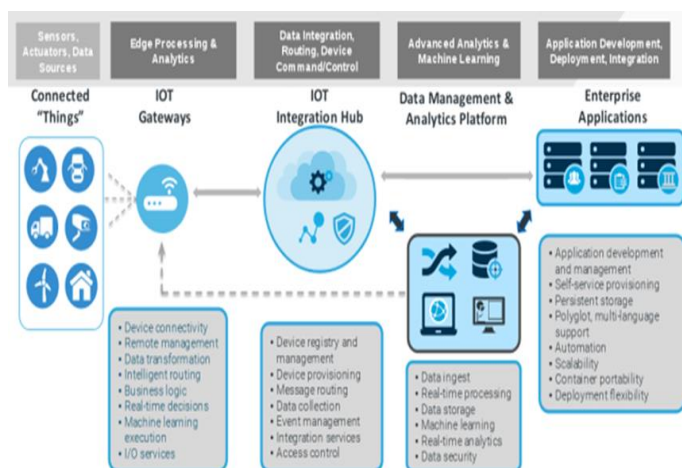 Sensors,
Actuators, Data
Sources
Edge Processing &
Analytics
Data Integration,
Routing, Device
Command/Control
Advanced Analytics &
Machine Learning
Application Development,
Deployment, Integration
Connected
"Things"
IOT
Gateways
IOT
Integration Hub
Data Management &
Analytics Platform
Enterprise
Applications
• Device connectivity
• Remote management
• Data transformation
• Intelligent routing
• Business logic
• Real-time decisions
• Machine learning
execution
• I/O services
• Device registry and
management
• Device provisioning
• Message routing
• Data collection
• Event management
• Integration services
• Access control
• Data ingest
• Real-time processing
• Data storage
• Machine learning
• Real-time analytics
• Data security
• Application development
and management
• Self-service provisioning
• Persistent storage
• Polyglot, multi-language
support
• Automation
• Scalability
• Container portability
• Deployment flexibility